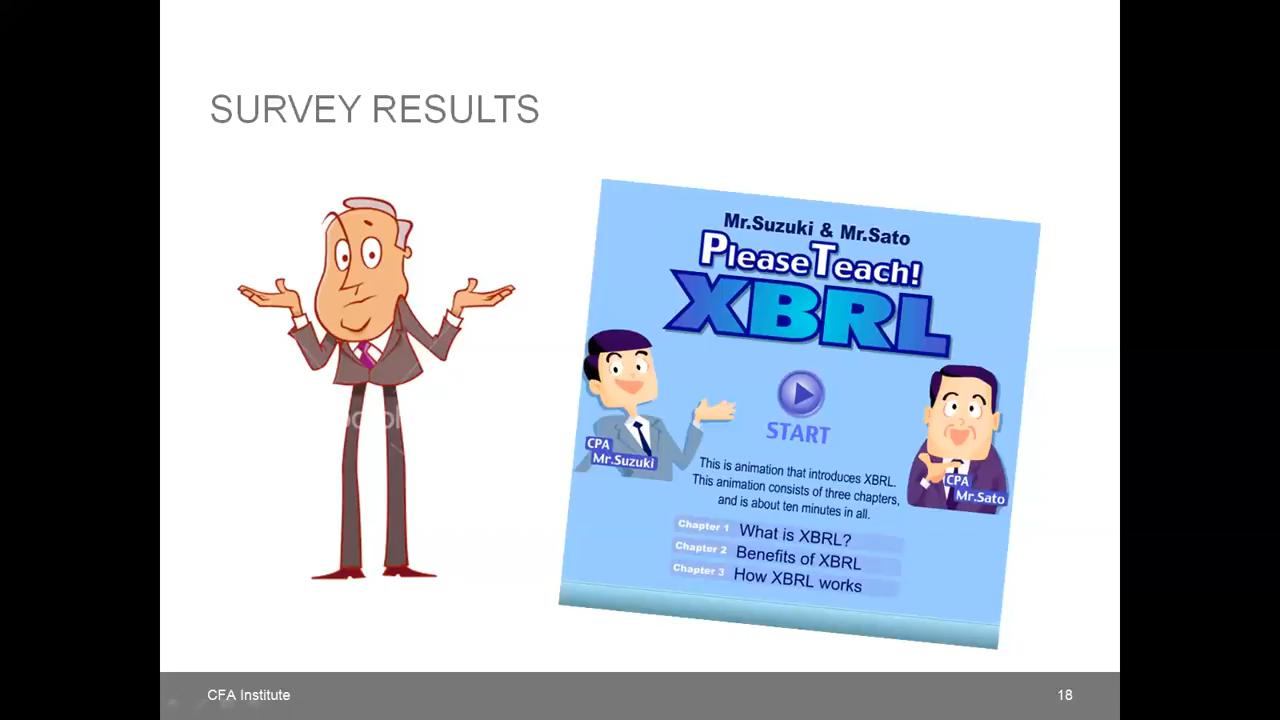 SURVEY RESULTS
Mr.Suzuki & Mr.Sato
PleaseTeach!
XBRL
START
CPA
Mr.Suzuki
CPA
Mr.Sato
This is animation that introduces XBRL.
This animation consists of three chapters,
and is about ten minutes in all.
Chapter 1 What is XBRL?
Chapter 2 Benefits of XBRL
Chapter 3 How XBRL works
CFA Institute
18